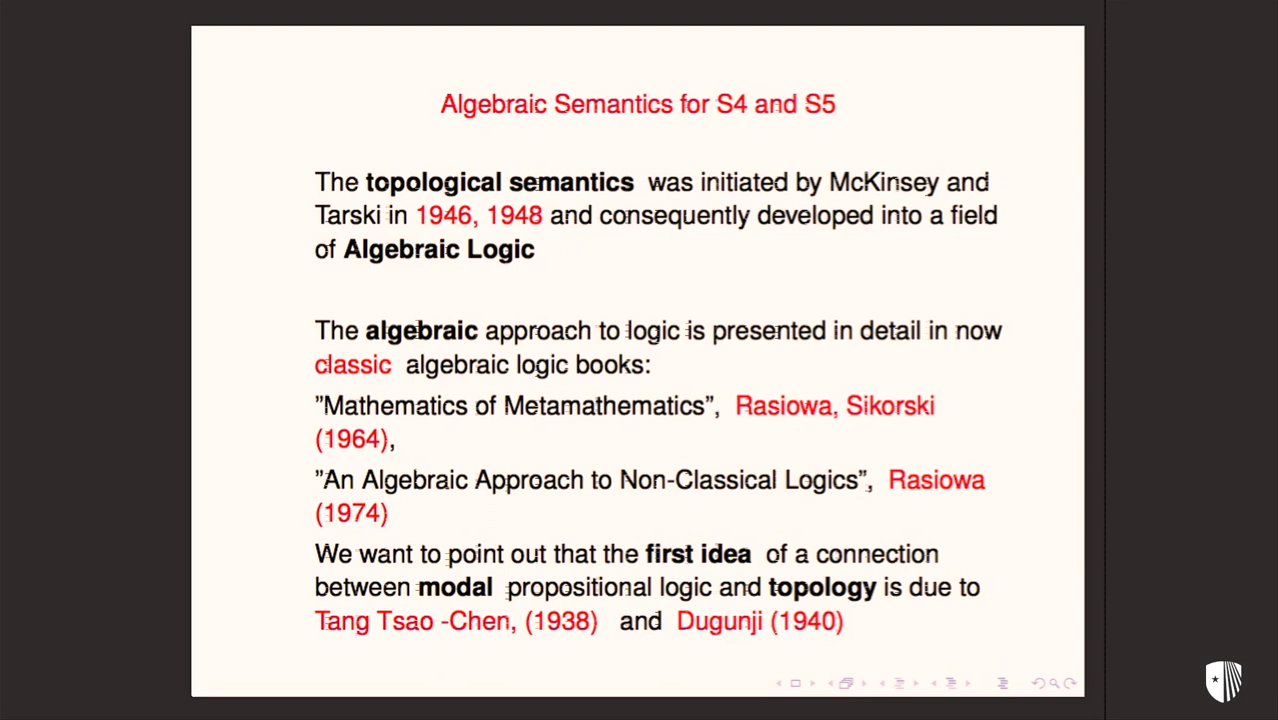 Algebraic Semantics for S4 and S5
The topological semantics was initiated by McKinsey and
Tarski in 1946, 1948 and consequently developed into a field
of Algebraic Logic
The algebraic approach to logic is presented in detail in now
classic algebraic logic books:
”Mathematics of Metamathematics”, Rasiowa, Sikorski
(1964),
”An Algebraic Approach to Non-Classical Logics”, Rasiowa
(1974)
We want to point out that the first idea of a connection
between modal propositional logic and topology is due to
Tang Tsao -Chen, (1938) and Dugunji (1940)